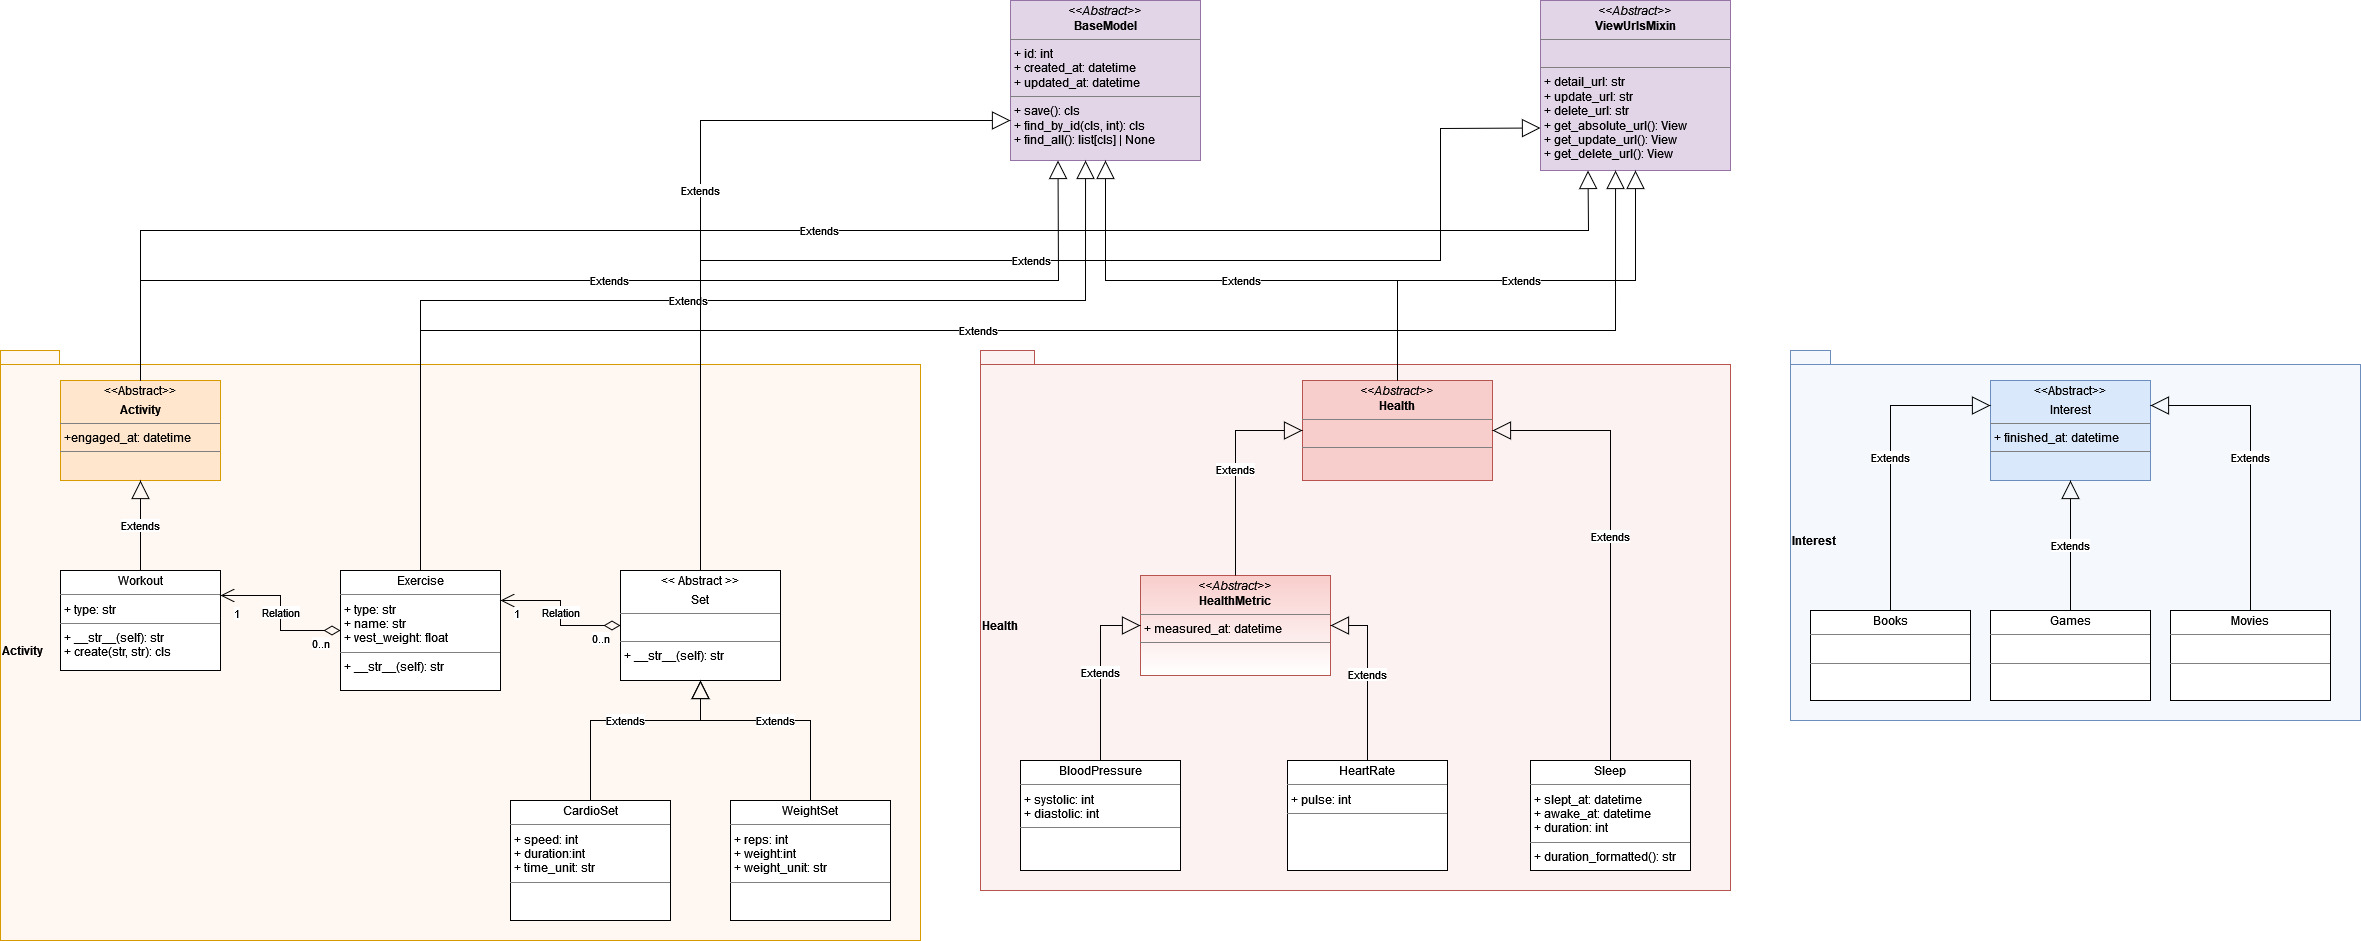 <<Abstract>>
BaseModel
+ id: int
+ created_at: datetime
+ updated_at: datetime
+ save(): cls
+ find_by_id(cls, int): cls
+ find_all(): list[cls] | None
<<Abstract>>
ViewUrlsMixin
+ detail_url: str
+ update_url: str
+ delete_url: str
+ get_absolute_url(): View
+ get_update_url(): View
+ get_delete_url(): View
Extends
Extends
Extends
Extends
Extends
Extends
Extends
Extends
Activity
<<Abstract>>
Activity
+engaged_at: datetime
Extends
Workout
+ type: str
+ __str__(self): str
+ create(str, str): cls
1
Relation
0..n
Exercise
+ type: str
+ name: str
+ vest_weight: float
+ __str__(self): str
1
Relation
0..n
<< Abstract >>
Set
+ __str__(self): str
Extends
Extends
CardioSet
+ speed: int
+ duration:int
+ time_unit: str
WeightSet
+ reps: int
+ weight:int
+ weight_unit: str
Health
<<Abstract>>
Health
Extends
Extends
<<Abstract>>
HealthMetric
+ measured_at: datetime
Extends
Extends
BloodPressure
+ systolic: int
+ diastolic: int
HeartRate
+ pulse: int
Sleep
+ slept_at: datetime
+ awake_at: datetime
+ duration: int
+ duration_formatted(): str
Interest
<<Abstract>>
Interest
+ finished_at: datetime
Extends
Extends
Extends
Books
Games
Movies